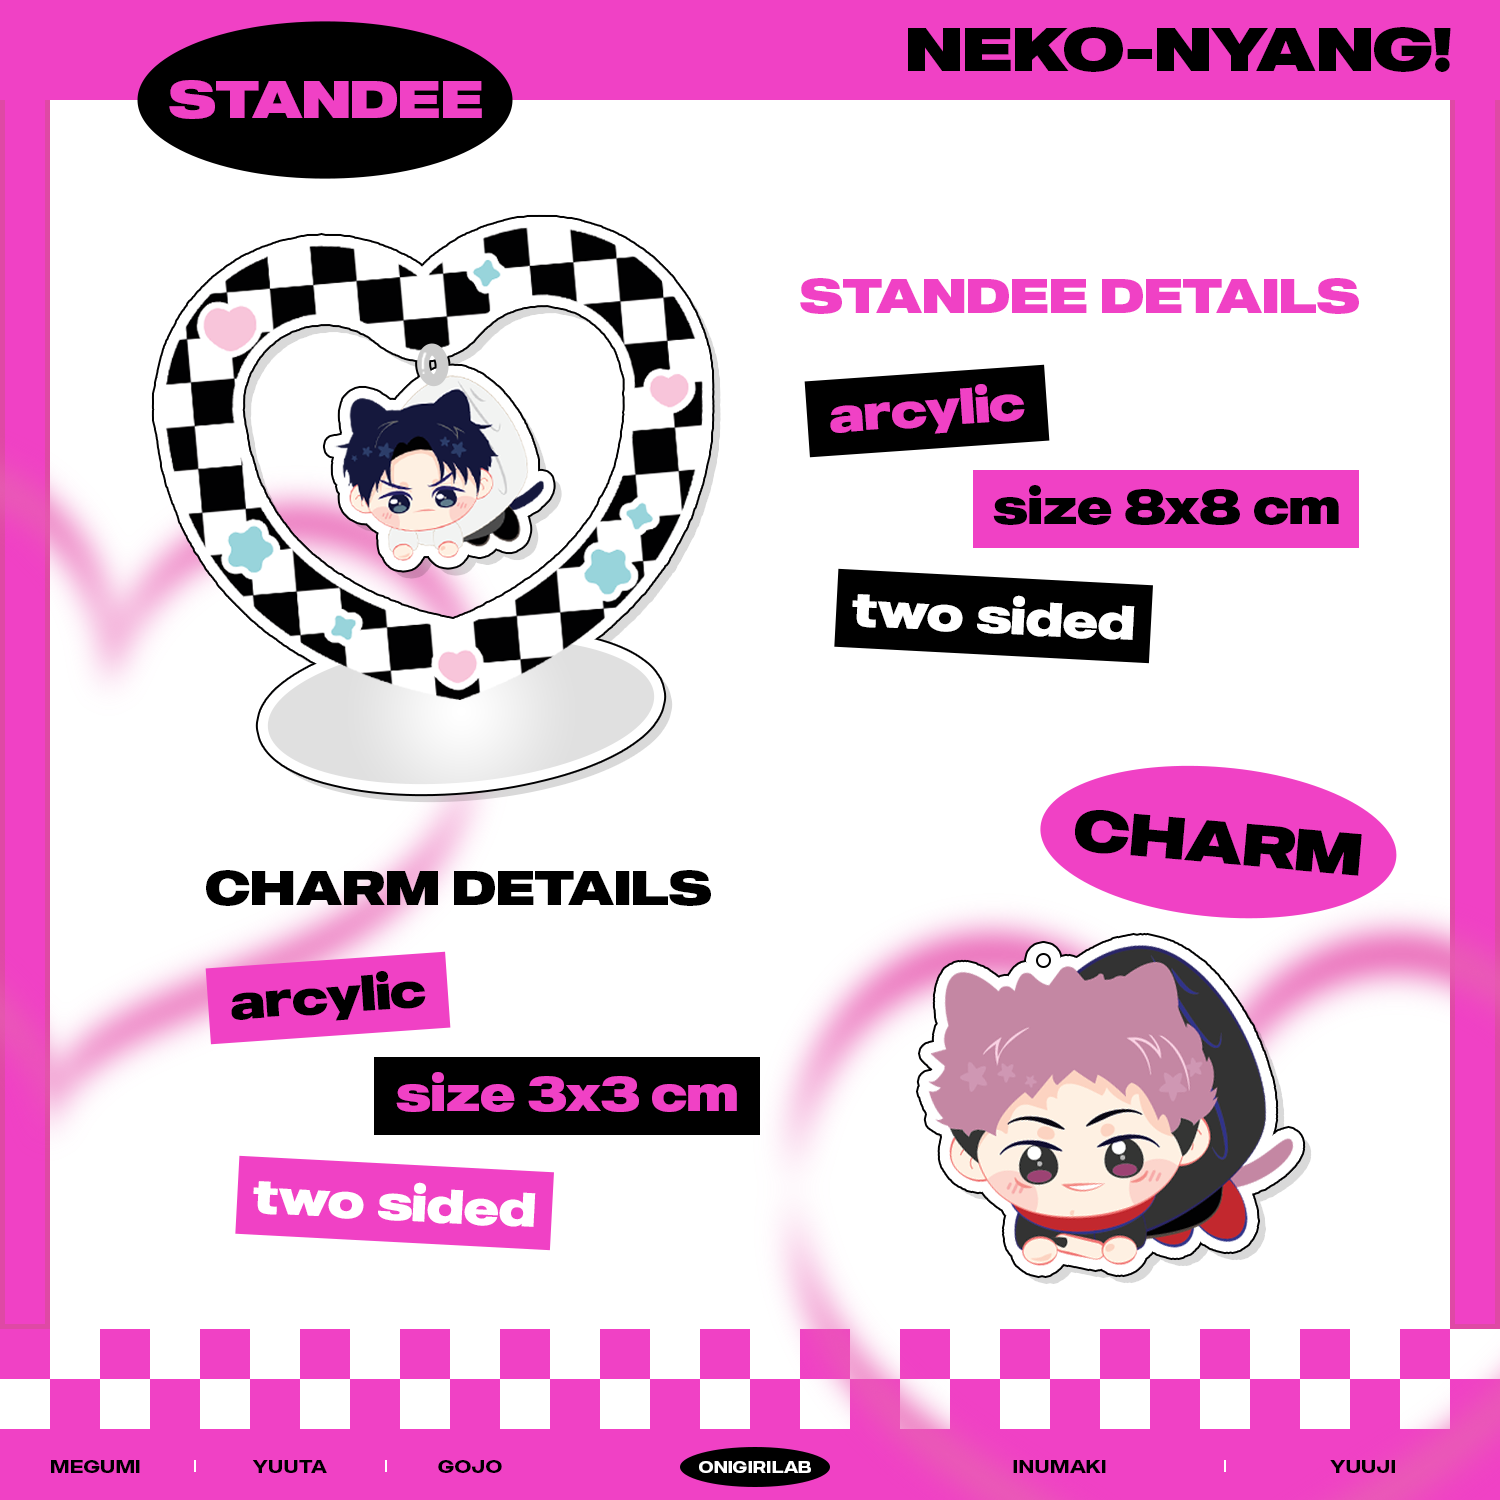 NEKO-NYANG!
STANDEE
STANDEE DETAILS
arcylic
size 8x8 cm
two sided
CHARM
CHARM DETAILS
arcylic
size 3x3 cm
two sided
MEGUMI | YUUTA | GOJO ONIGIRILAB INUMAKI | YUUJI